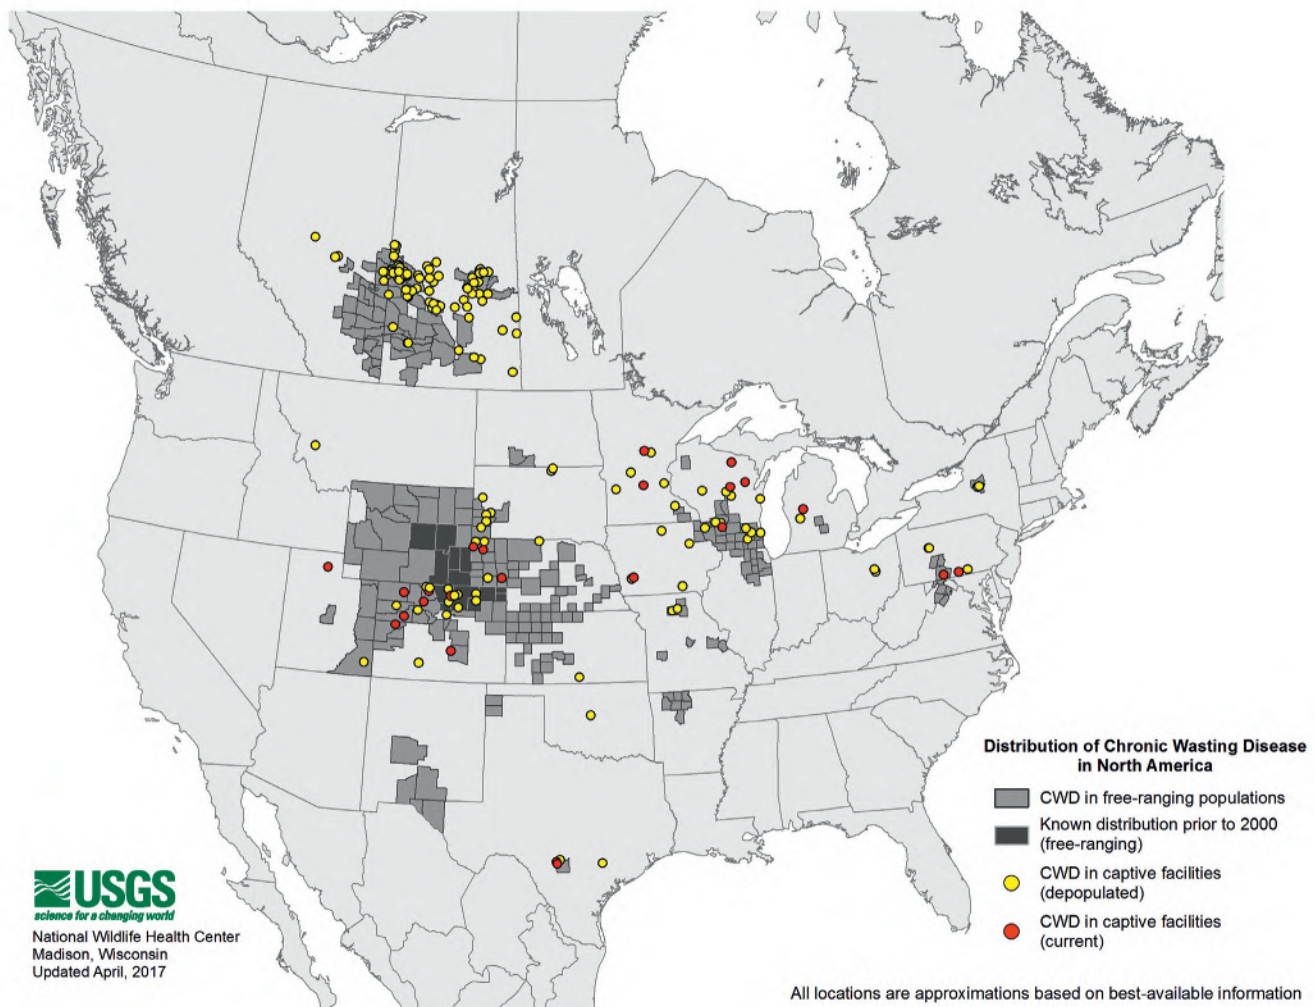 Distribution of Chronic Wasting Disease
in North America
CWD in free-ranging populations
Known distribution prior to 2000
(free-ranging)
CWD in captive facilities
(depopulated)
CWD in captive facilities
(current)
USGS
science for a changing world
National Wildlife Health Center
Madison, Wisconsin
Updated April, 2017
All locations are approximations based on best-available information